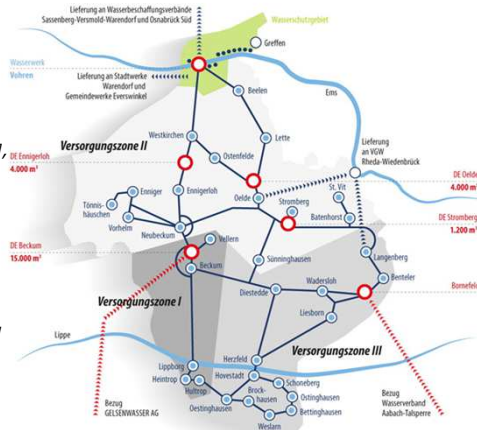 Lieferung an Wasserbeschaffungsverbände
Sassenberg-Versmold-Warendorf und Osnabrück Süd
Wasserschutzgebiet
Greffen
Wasserwerk
Vohren
Lieferung an Stadtwerke
Warendorf und
Gemeindewerke Everswinkel
Beelen
Ems
Westkirchen
Lette
Versorgungszone II
Ostenfelde
Lieferung
an VGW
Rheda-Wiedenbrück
DE Ennigerloh
4.000 m³
DE Oelde
4.000 m³
Enniger
Ennigerloh
Oelde
St. Vit
Stromberg
Tönnis-
häuschen
Batenhorst
DE Stromberg
1.200 m³
Vorhelm
Neubeckum
Vellern
DE Beckum
15.000 m³
Beckum
Sünninghausen
Langenberg
Benteler
Diestedde
Wadersloh
Bornefeld
Versorgungszone I
Liesborn
Lippe
Versorgungszone III
Herzfeld
Lippborg
Heintrop
Hovestadt
Schoneberg
Hultrop
Brock-
hausen
Ostinghausen
Oestinghausen
Bettinghausen
Weslarn
Bezug
GELSENWASSER AG
Bezug
Wasserverband
Aabach-Talsperre